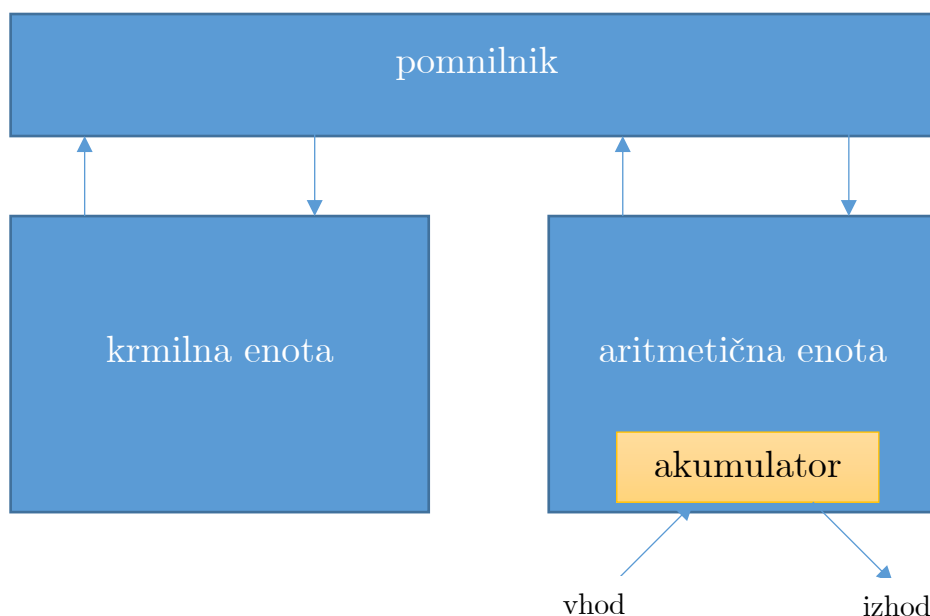 pomnilnik
krmilna enota
aritmetična enota
akumulator
vhod
izhod